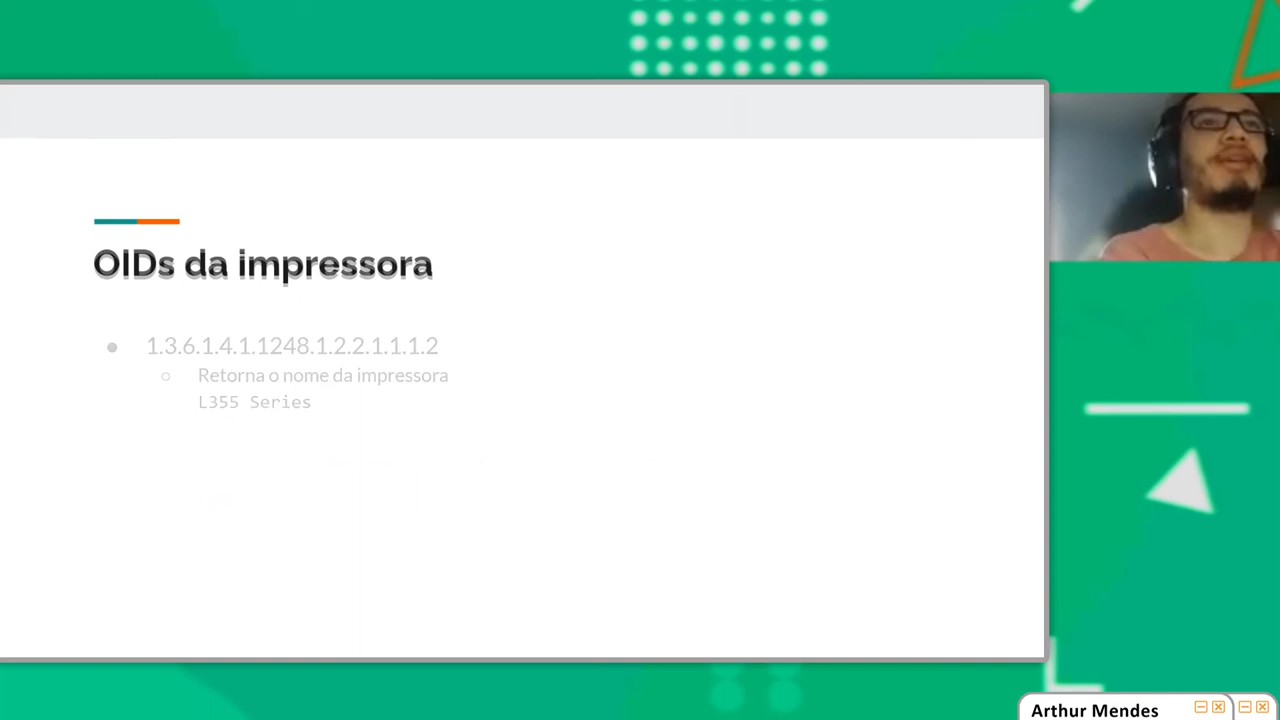 OIDs da impressora
1.3.6.1.4.1.1248.1.2.2.1.1.1.2
Retorna o nome da impressora
L355 Series
Arthur Mendes